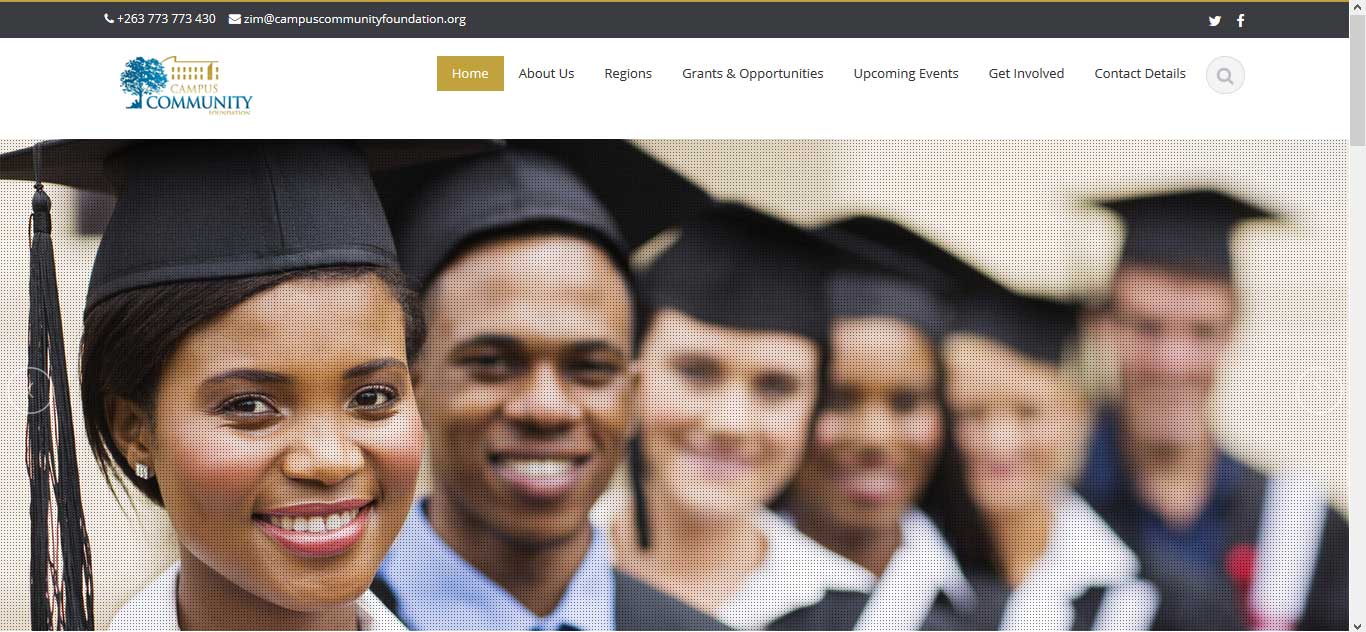 +263 773 773 430 zim@campuscommunityfoundation.org
CAMPUS
COMMUNITY
FOUNDATION
Home About Us Regions Grants & Opportunities Upcoming Events Get Involved Contact Details